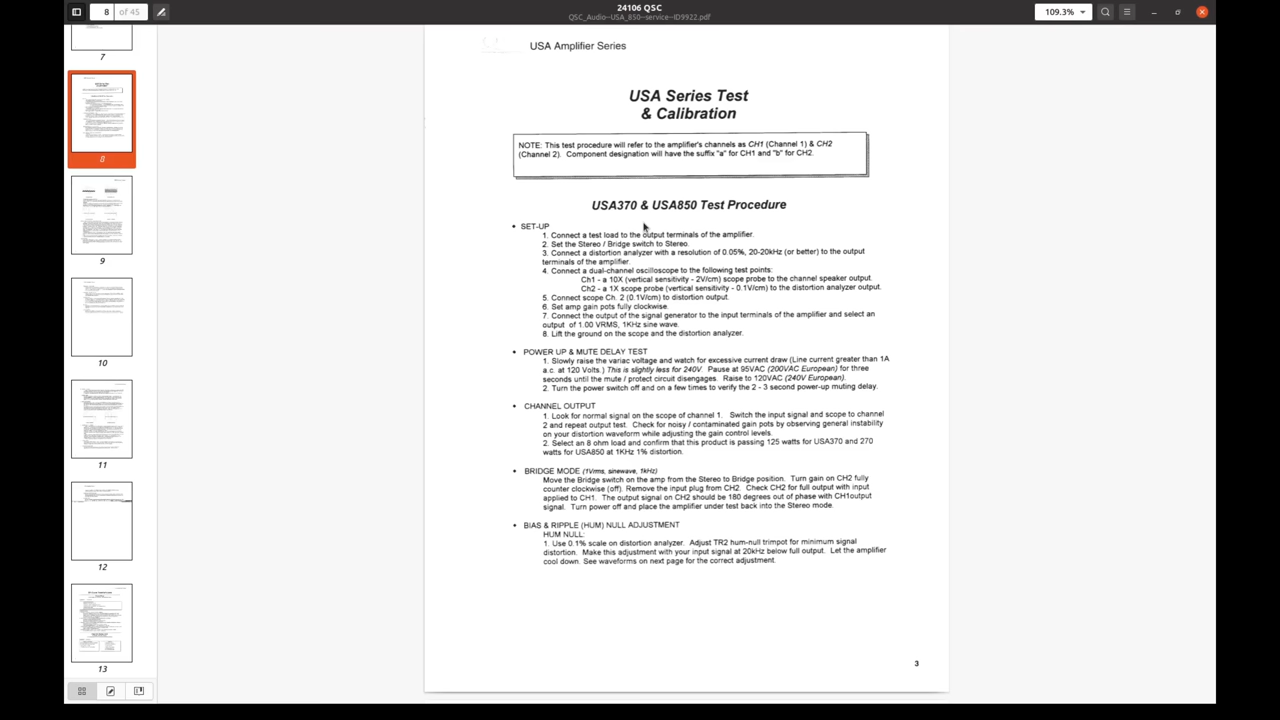 24106 QSC
QSC_Audio--USA_850--service--ID9922.pdf
8 of 45
109.3%
7
8
9
10
11
12
13
USA Amplifier Series
USA Series Test
& Calibration
NOTE: This test procedure will refer to the amplifier's channels as CH1 (Channel 1) & CH2
(Channel 2). Component designation will have the suffix "a" for CH1 and "b" for CH2.
USA370 & USA850 Test Procedure
• SET-UP
1. Connect a test load to the output terminals of the amplifier.
2. Set the Stereo / Bridge switch to Stereo.
3. Connect a distortion analyzer with a resolution of 0.05%, 20-20kHz (or better) to the output
terminals of the amplifier.
4. Connect a dual-channel oscilloscope to the following test points:
Ch1 - a 10X (vertical sensitivity - 2V/cm) scope probe to the channel speaker output.
Ch2 - a 1X scope probe (vertical sensitivity - 0.1V/cm) to the distortion analyzer output.
5. Connect scope Ch. 2 (0.1V/cm) to distortion output.
6. Set amp gain pots fully clockwise.
7. Connect the output of the signal generator to the input terminals of the amplifier and select an
output of 1.00 VRMS, 1KHz sine wave.
8. Lift the ground on the scope and the distortion analyzer.
• POWER UP & MUTE DELAY TEST
1. Slowly raise the variac voltage and watch for excessive current draw (Line current greater than 1A
a.c. at 120 Volts.) This is slightly less for 240V. Pause at 95VAC (200VAC European) for three
seconds until the mute / protect circuit disengages. Raise to 120VAC (240V European).
2. Turn the power switch off and on a few times to verify the 2 - 3 second power-up muting delay.
• CHANNEL OUTPUT
1. Look for normal signal on the scope of channel 1. Switch the input signal and scope to channel
2 and repeat output test. Check for noisy / contaminated gain pots by observing general instability
on your distortion waveform while adjusting the gain control levels.
2. Select an 8 ohm load and confirm that this product is passing 125 watts for USA370 and 270
watts for USA850 at 1KHz 1% distortion.
• BRIDGE MODE (1Vrms, sinewave, 1kHz)
Move the Bridge switch on the amp from the Stereo to Bridge position. Turn gain on CH2 fully
counter clockwise (off). Remove the input plug from CH2. Check CH2 for full output with input
applied to CH1. The output signal on CH2 should be 180 degrees out of phase with CH1output
signal. Turn power off and place the amplifier under test back into the Stereo mode.
• BIAS & RIPPLE (HUM) NULL ADJUSTMENT
HUM NULL:
1. Use 0.1% scale on distortion analyzer. Adjust TR2 hum-null trimpot for minimum signal
distortion. Make this adjustment with your input signal at 20kHz below full output. Let the amplifier
cool down. See waveforms on next page for the correct adjustment.
3